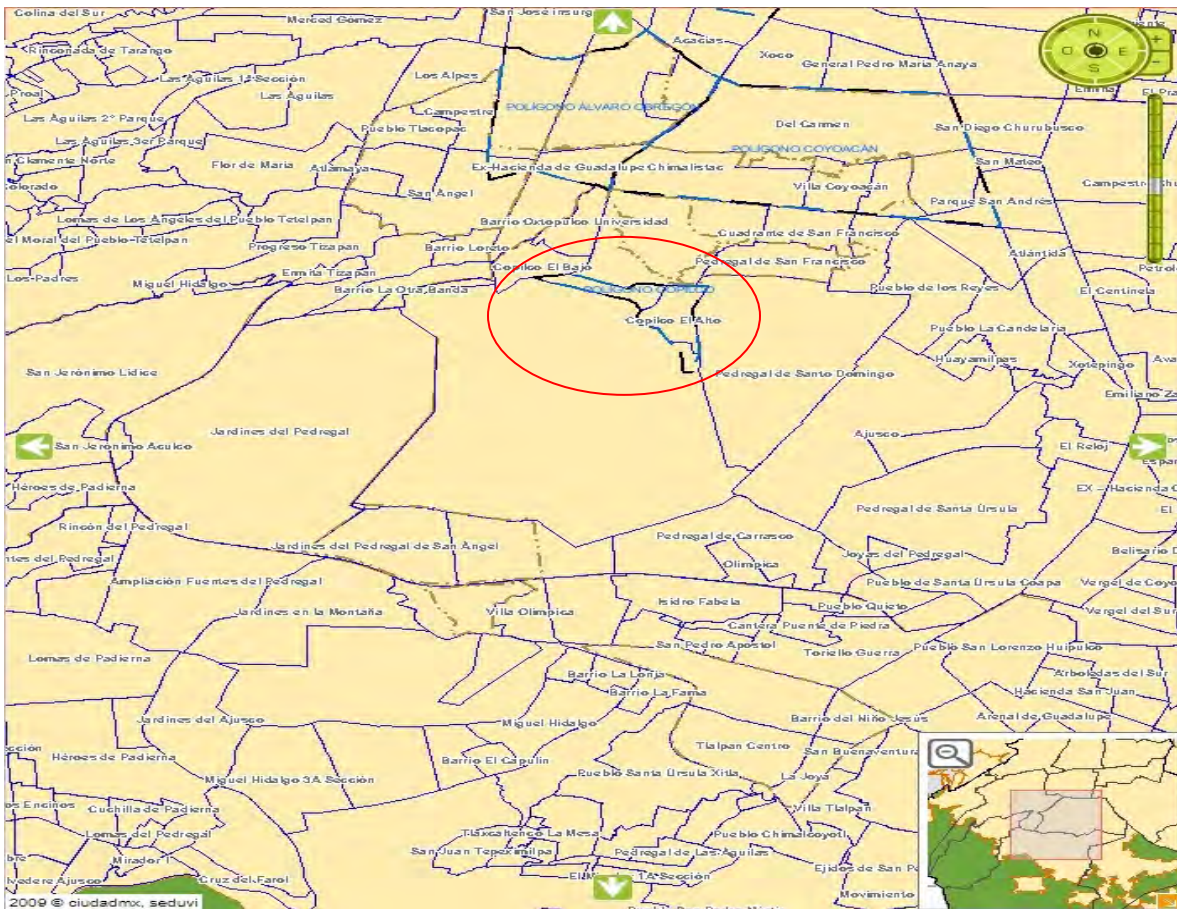 Colina del Sur
Merced Gómez
San José insurg
Acacias
Xoco
General Pedro María Anaya
Rinconada de Tarango
Las Águilas 1ª Sección
Los Alpes
Las Águilas
POLÍGONO ÁLVARO OBREGÓN
N
O
E
S
+
−
Proaj
Campestre
Las Águilas 2º Parque
Pueblo Tlacopac
Del Carmen
San Diego Churubusco
Las Águilas 3er Parque
POLÍGONO COYOACÁN
n Clemente Norte
Flor de María
Atlamaya
Ex-Hacienda de Guadalupe Chimalistac
San Mateo
olorado
San Ángel
Villa Coyoacán
Parque San Andrés
Lomas de Los Ángeles del Pueblo Tetelpan
Barrio Oxtopulco Universidad
Cuadrante de San Francisco
el Moral del Pueblo Tetelpan
Progreso Tizapan
Barrio Loreto
Atlántida
Copilco El Bajo
Pedregal de San Francisco
Los Padres
Ermita Tizapán
Miguel Hidalgo
Barrio La Otra Banda
POLÍGONO COPILCO
Pueblo de los Reyes
El Centinela
Copilco El Alto
Pueblo La Candelaria
Huayamilpas
Xotepingo
San Jerónimo Lídice
Pedregal de Santo Domingo
Emiliano Za
Jardines del Pedregal
Ajusco
San Jerónimo Aculco
El Reloj
Héroes de Padierna
EX - Hacienda C
Pedregal de Santa Úrsula
Rincón del Pedregal
Pedregal de Carrasco
Jardines del Pedregal de San Ángel
Joyas del Pedregal
Belisario D
ntes del Pedregal
Olímpica
Ampliación Fuentes del Pedregal
Pueblo de Santa Úrsula Coapa
Vergel de Coyo
Jardines en la Montaña
Villa Olímpica
Isidro Fabela
Pueblo Quieto
Vergel del Sur
Cantera Puente de Piedra
San Pedro Apóstol
Toriello Guerra
Pueblo San Lorenzo Huipulco
Lomas de Padierna
Barrio La Lonja
Arboledas del Sur
Barrio La Fama
Hacienda San Juan
Jardines del Ajusco
Miguel Hidalgo
Barrio del Niño Jesús
Arenal de Guadalupe
cción
Héroes de Padierna
Tlalpan Centro
San Buenaventura
Barrio El Capulín
Miguel Hidalgo 3A Sección
Pueblo Santa Úrsula Xitla
La Joya
os Encinos
Cuchilla de Padierna
Villa Tlalpan
Lomas del Pedregal
Tlaxcaltenco La Mesa
Pueblo Chimalcoyotl
San Juan Tepeximilpa
Pedregal de Las Águilas
Mirador I
Ejidos de San Pe
lvedere Ajusco
Cruz del Farol
1A Sección
Movimiento
2009 © ciudadmx, seduvi